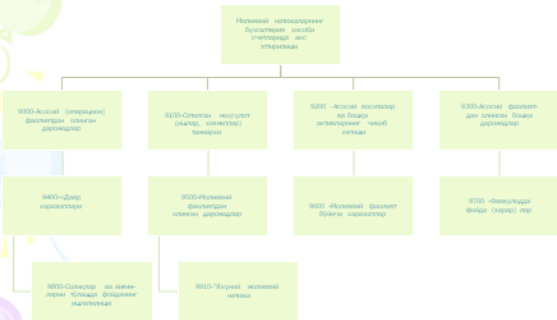 Молиявий натижаларнинг
бухгалтерия хисоби
счетларида акс
эттирилиши
9000-Асосий (операцион)
фаолиятдан олинган
даромадлар
9100-Сотилган махсулот
(ишлар, хизматлар)
таннархи
9200 -Асосий воситалар
ва бошқа
активларнинг чиқиб
кетиши
9300-Асосий фаолият-
дан олинган бошқа
даромадлар
9400-«Давр
харажатлари
9500-Молиявий
фаолиятдан
олинган даромадлар
9600 -Молиявий фаолият
бўйича харажатлар
9700 -Фавқулодда
фойда (зарар) лар
9800-Солиқлар ва йиғим-
ларни тўлашда фойданинг
ишлатилиши
9910-"Якуний молиявий
натижа